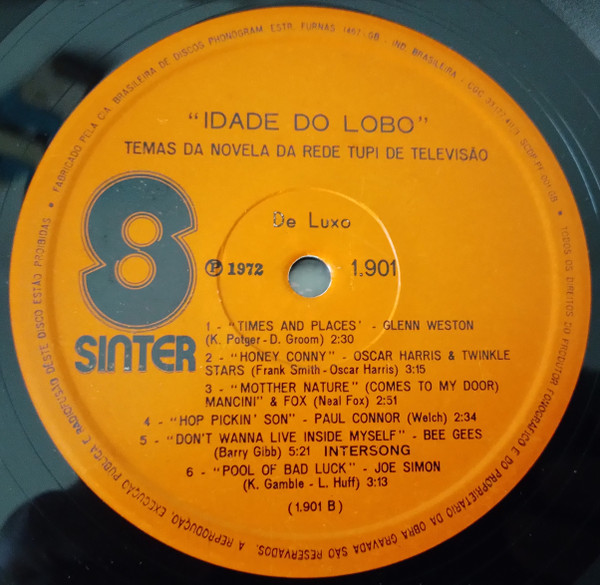 FABRICADO PELA CIA. BRASILEIRA DE DISCOS PHONOGRAM. ESTR. FURNAS
IND. BRASILEIRA
TODOS OS DIREITOS DO PRODUTOR FONOGRÁFICO E DO PROPRIETÁRIO DA OBRA GRAVADA SÃO RESERVADOS. A REPRODUÇÃO, EXECUÇÃO PÚBLICA E RADIOFUSÃO DESTE DISCO ESTÃO PROIBIDAS
"IDADE DO LOBO"
TEMAS DA NOVELA DA REDE TUPI DE TELEVISÃO
8
SINTER
De Luxo
℗ 1972
1.901
1 - "TIMES AND PLACES' - GLENN WESTON
(K. Potger - D. Groom) 2:30
2 - "HONEY CONNY" - OSCAR HARRIS & TWINKLE
STARS (Frank Smith - Oscar Harris) 3:15
3 - "MOTTHER NATURE" (COMES TO MY DOOR)
MANCINI" & FOX (Neal Fox) 2:51
4 - "HOP PICKIN' SON" - PAUL CONNOR (Welch) 2:34
5 - "DON'T WANNA LIVE INSIDE MYSELF" - BEE GEES
(Barry Gibb) 5:21 INTERSONG
6 - "POOL OF BAD LUCK" - JOE SIMON
(K. Gamble - L. Huff) 3:13
(1.901 B)